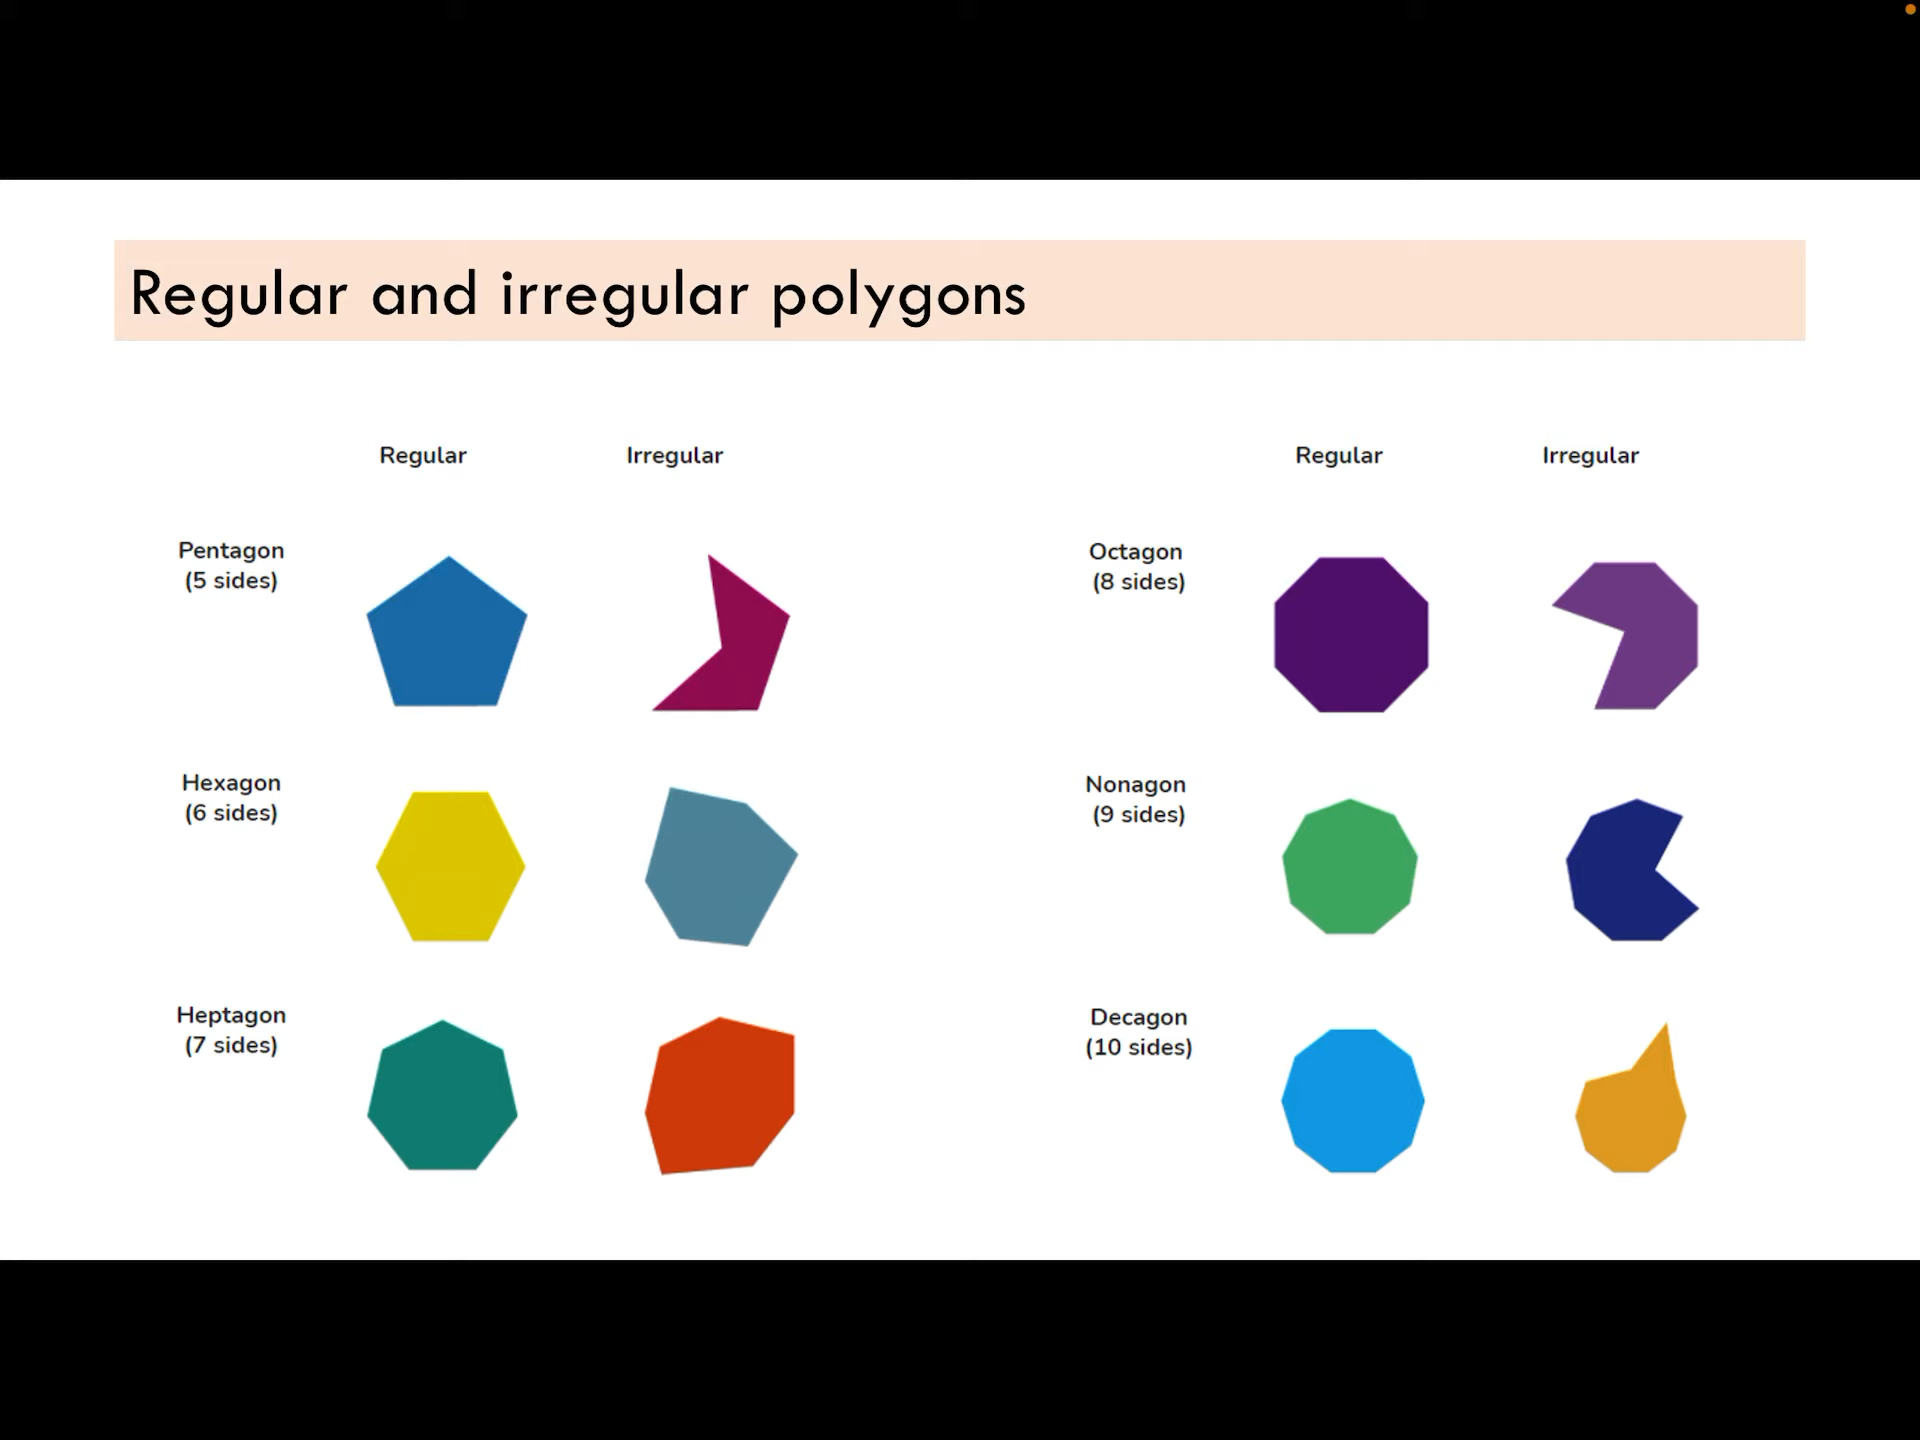 Regular and irregular polygons
Regular Irregular
Pentagon
(5 sides)
Hexagon
(6 sides)
Heptagon
(7 sides)
Regular Irregular
Octagon
(8 sides)
Nonagon
(9 sides)
Decagon
(10 sides)